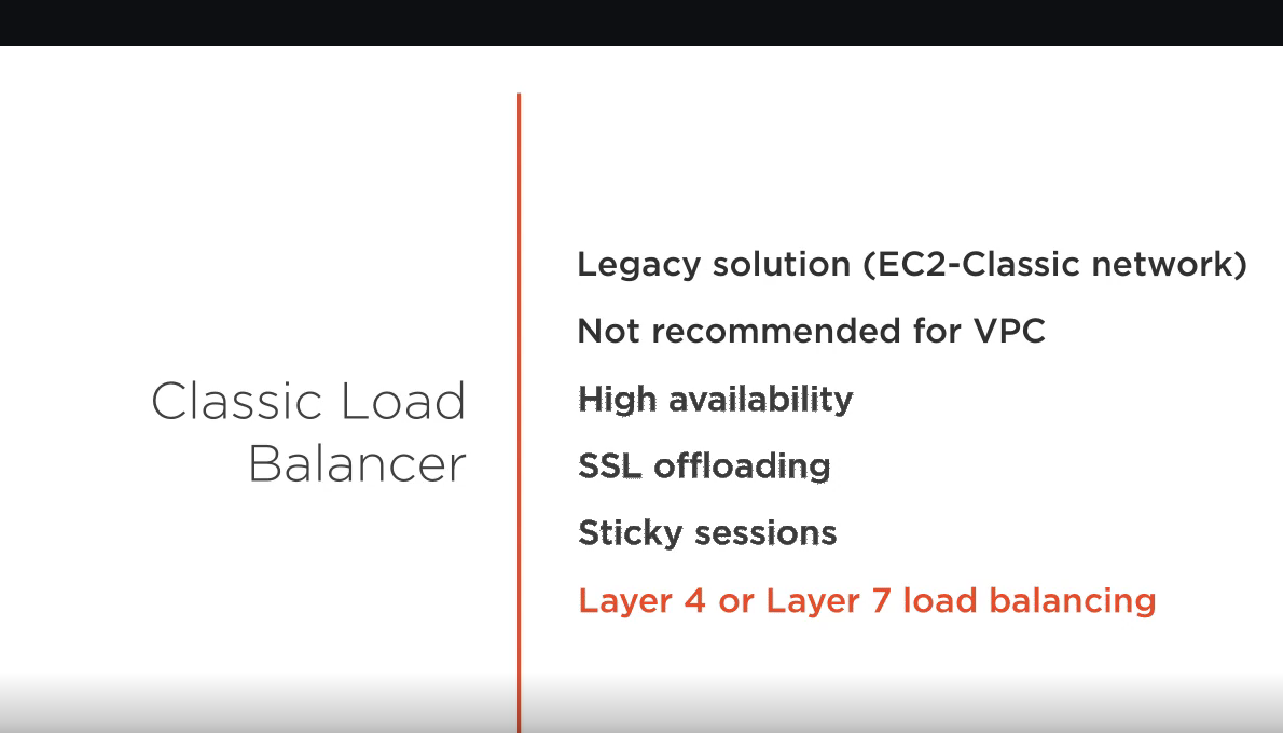 Classic Load
Balancer
Legacy solution (EC2-Classic network)
Not recommended for VPC
High availability
SSL offloading
Sticky sessions
Layer 4 or Layer 7 load balancing